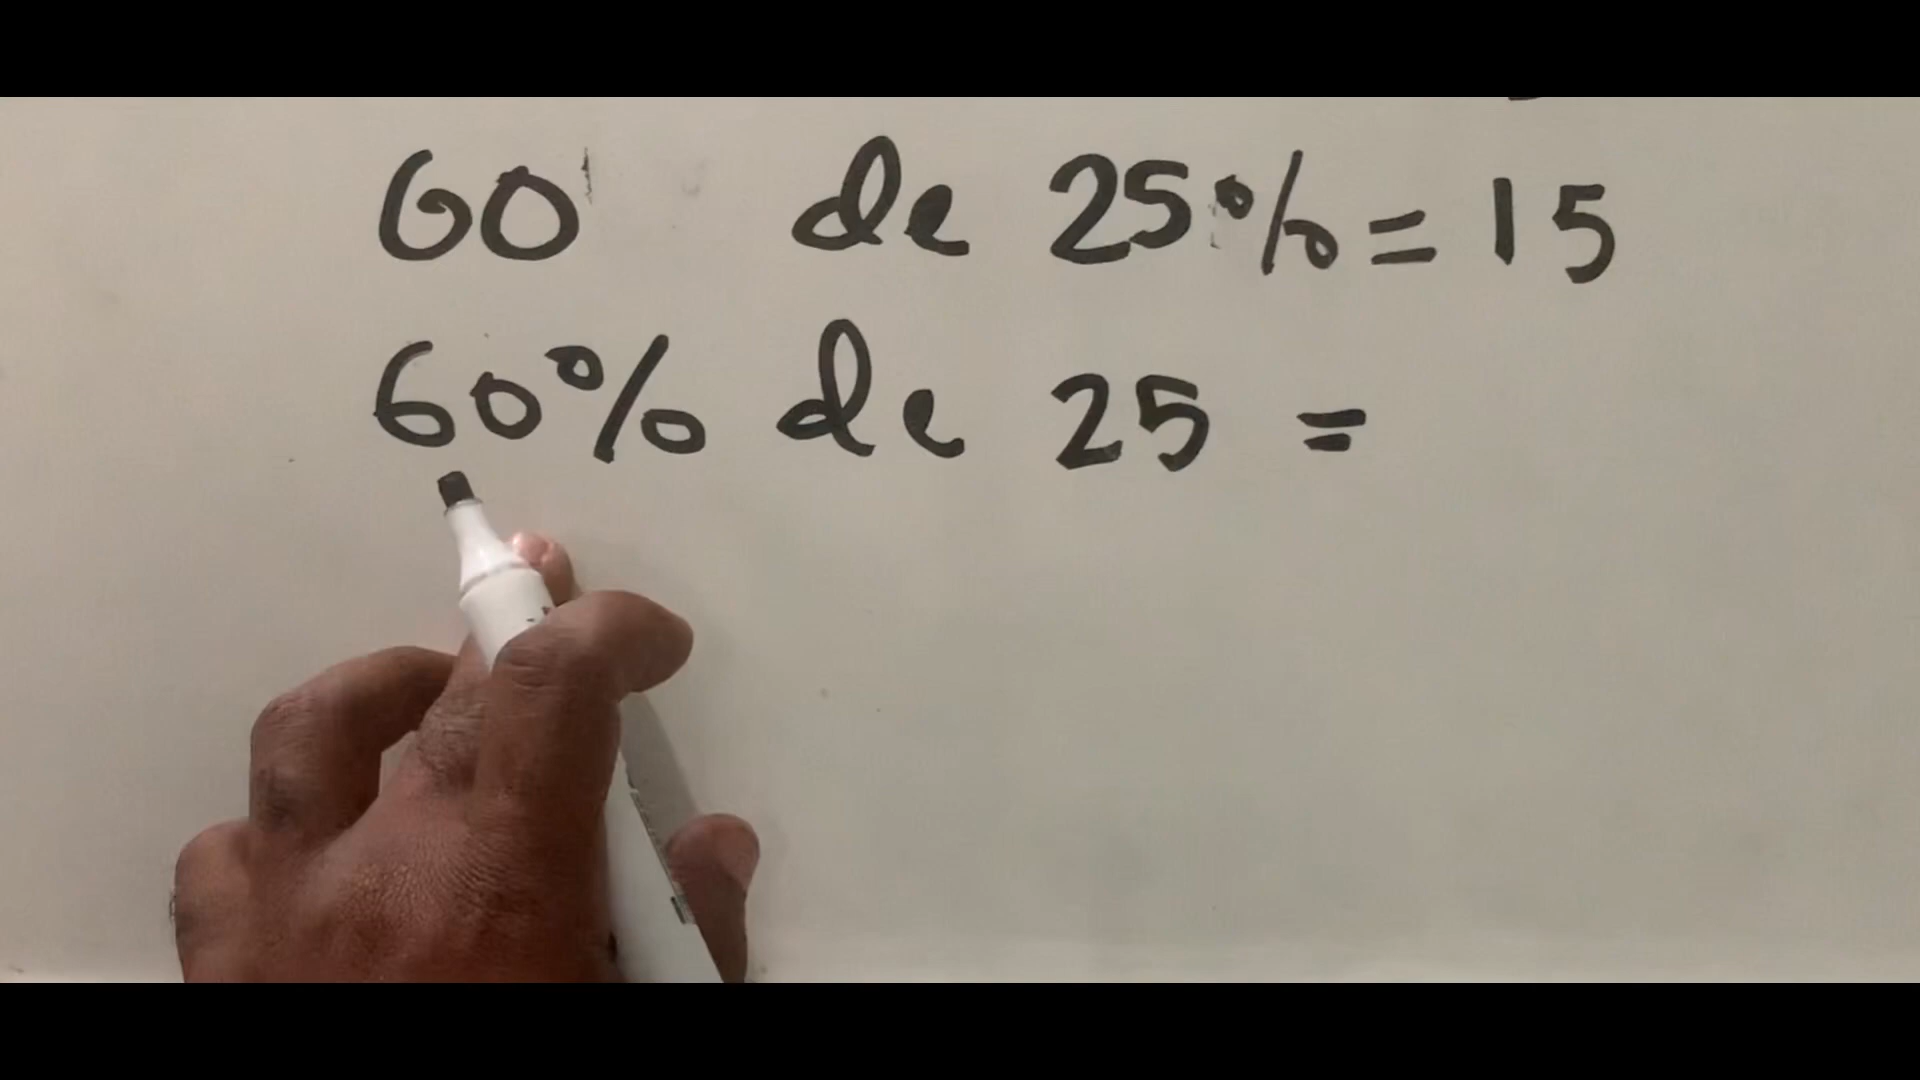 60 de 25% = 15
60% de 25 =